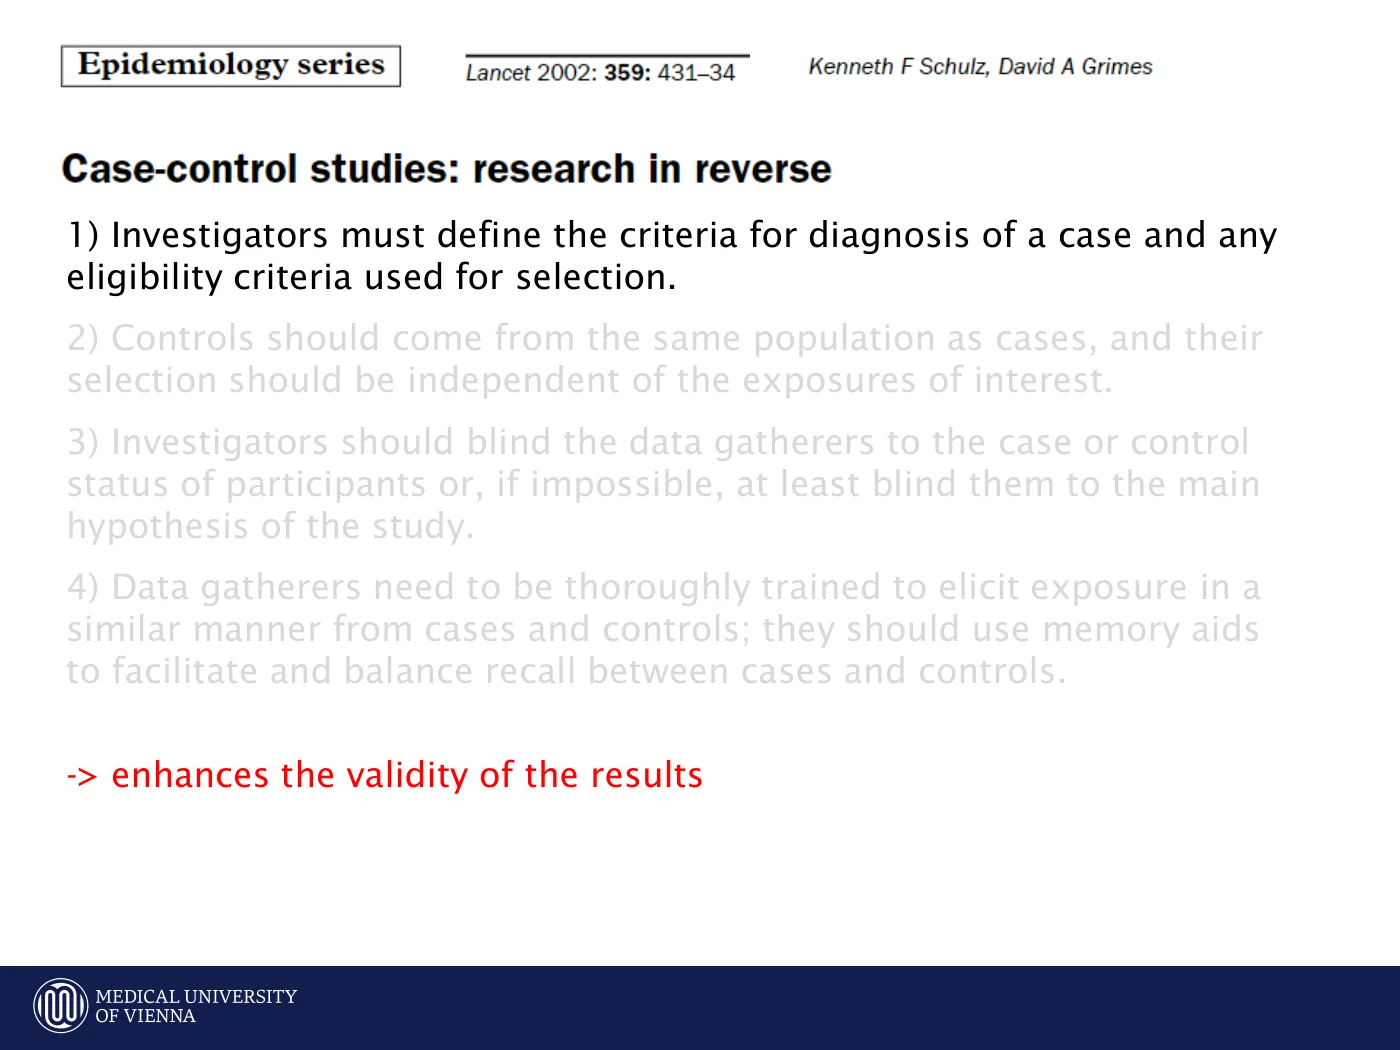 Epidemiology series
Lancet 2002: 359: 431–34
Kenneth F Schulz, David A Grimes
Case-control studies: research in reverse
1) Investigators must define the criteria for diagnosis of a case and any
eligibility criteria used for selection.
2) Controls should come from the same population as cases, and their
selection should be independent of the exposures of interest.
3) Investigators should blind the data gatherers to the case or control
status of participants or, if impossible, at least blind them to the main
hypothesis of the study.
4) Data gatherers need to be thoroughly trained to elicit exposure in a
similar manner from cases and controls; they should use memory aids
to facilitate and balance recall between cases and controls.
-> enhances the validity of the results
MEDICAL UNIVERSITY
OF VIENNA